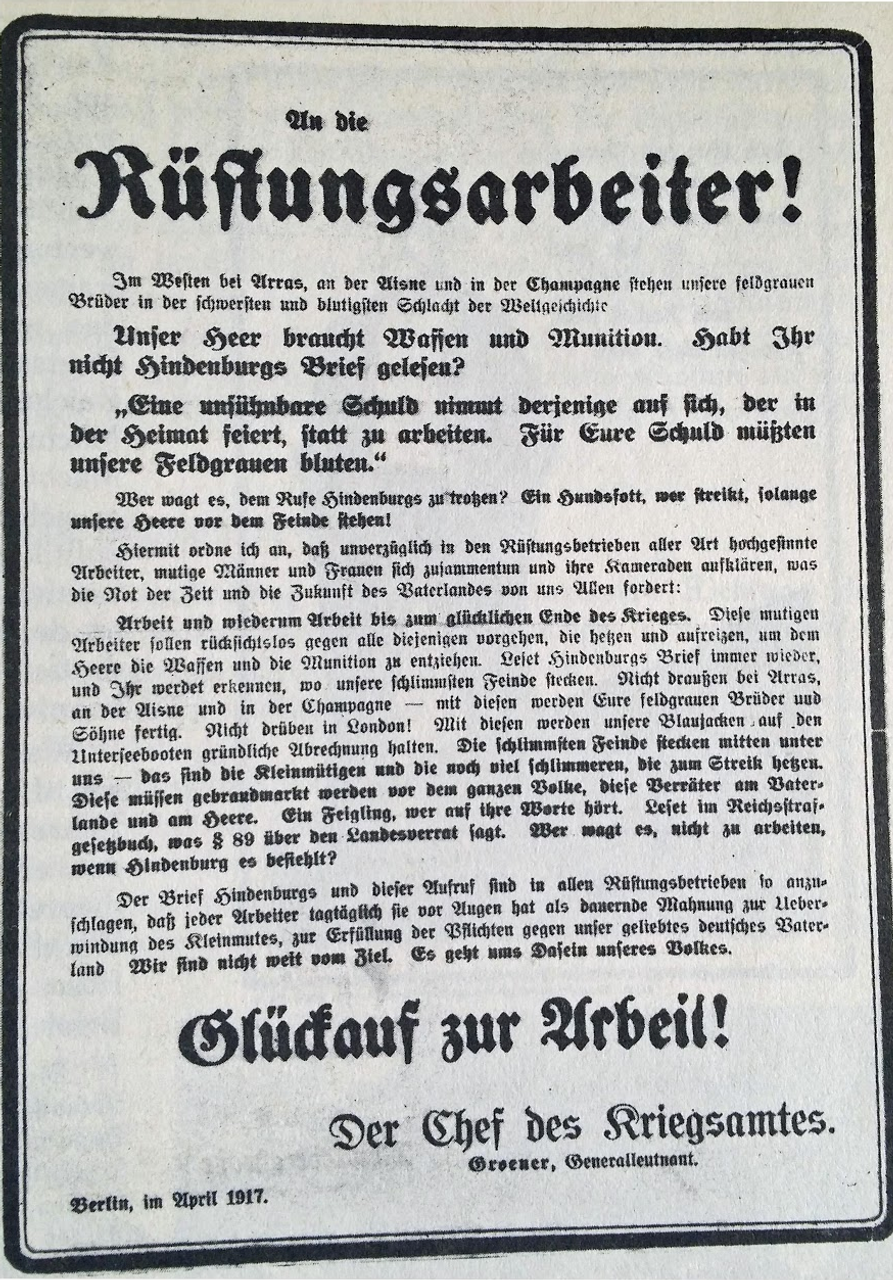 An die
Rüstungsarbeiter!
Im Westen bei Arras, an der Aisne und in der Champagne stehen unsere feldgrauen
Brüder in der schwersten und blutigsten Schlacht der Weltgeschichte
Unser Heer braucht Waffen und Munition. Habt Ihr
nicht Hindenburgs Brief gelesen?
„Eine unsühnbare Schuld nimmt derjenige auf sich, der in
der Heimat feiert, statt zu arbeiten. Für Eure Schuld müßten
unsere Feldgrauen bluten.“
Wer wagt es, dem Rufe Hindenburgs zu trotzen? Ein Hundsfott, wer streikt, solange
unsere Heere vor dem Feinde stehen!
Hiermit ordne ich an, daß unverzüglich in den Rüstungsbetrieben aller Art hochgesinnte
Arbeiter, mutige Männer und Frauen sich zusammentun und ihre Kameraden aufklären, was
die Not der Zeit und die Zukunft des Vaterlandes von uns Allen fordert:
Arbeit und wiederum Arbeit bis zum glücklichen Ende des Krieges. Diese mutigen
Arbeiter sollen rücksichtslos gegen alle diejenigen vorgehen, die hetzen und aufreizen, um dem
Heere die Waffen und die Munition zu entziehen. Leset Hindenburgs Brief immer wieder,
und Ihr werdet erkennen, wo unsere schlimmsten Feinde stecken. Nicht draußen bei Arras,
an der Aisne und in der Champagne — mit diesen werden Eure feldgrauen Brüder und
Söhne fertig. Nicht drüben in London! Mit diesen werden unsere Blaujacken auf den
Unterseebooten gründliche Abrechnung halten. Die schlimmsten Feinde stecken mitten unter
uns — das sind die Kleinmütigen und die noch viel schlimmeren, die zum Streik hetzen.
Diese müssen gebrandmarkt werden vor dem ganzen Volke, diese Verräter am Vater-
lande und am Heere. Ein Feigling, wer auf ihre Worte hört. Leset im Reichsstraf-
gesetzbuch, was § 89 über den Landesverrat sagt. Wer wagt es, nicht zu arbeiten,
wenn Hindenburg es befiehlt?
Der Brief Hindenburgs und dieser Aufruf sind in allen Rüstungsbetrieben so anzu-
schlagen, daß jeder Arbeiter tagtäglich sie vor Augen hat als dauernde Mahnung zur Ueber-
windung des Kleinmutes, zur Erfüllung der Pflichten gegen unser geliebtes deutsches Vater-
land Wir sind nicht weit vom Ziel. Es geht ums Dasein unseres Volkes.
Glückauf zur Arbeit!
Der Chef des Kriegsamtes.
Groener, Generalleutnant.
Berlin, im April 1917.